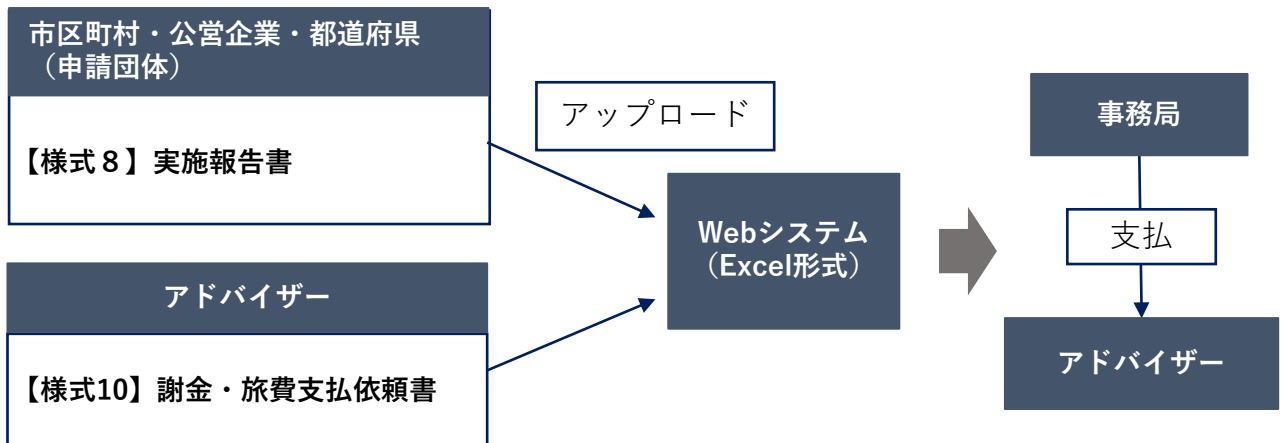 市区町村・公営企業・都道府県
（申請団体）
【様式８】実施報告書
アップロード
アドバイザー
【様式10】謝金・旅費支払依頼書
Webシステム
（Excel形式）
事務局
支払
アドバイザー